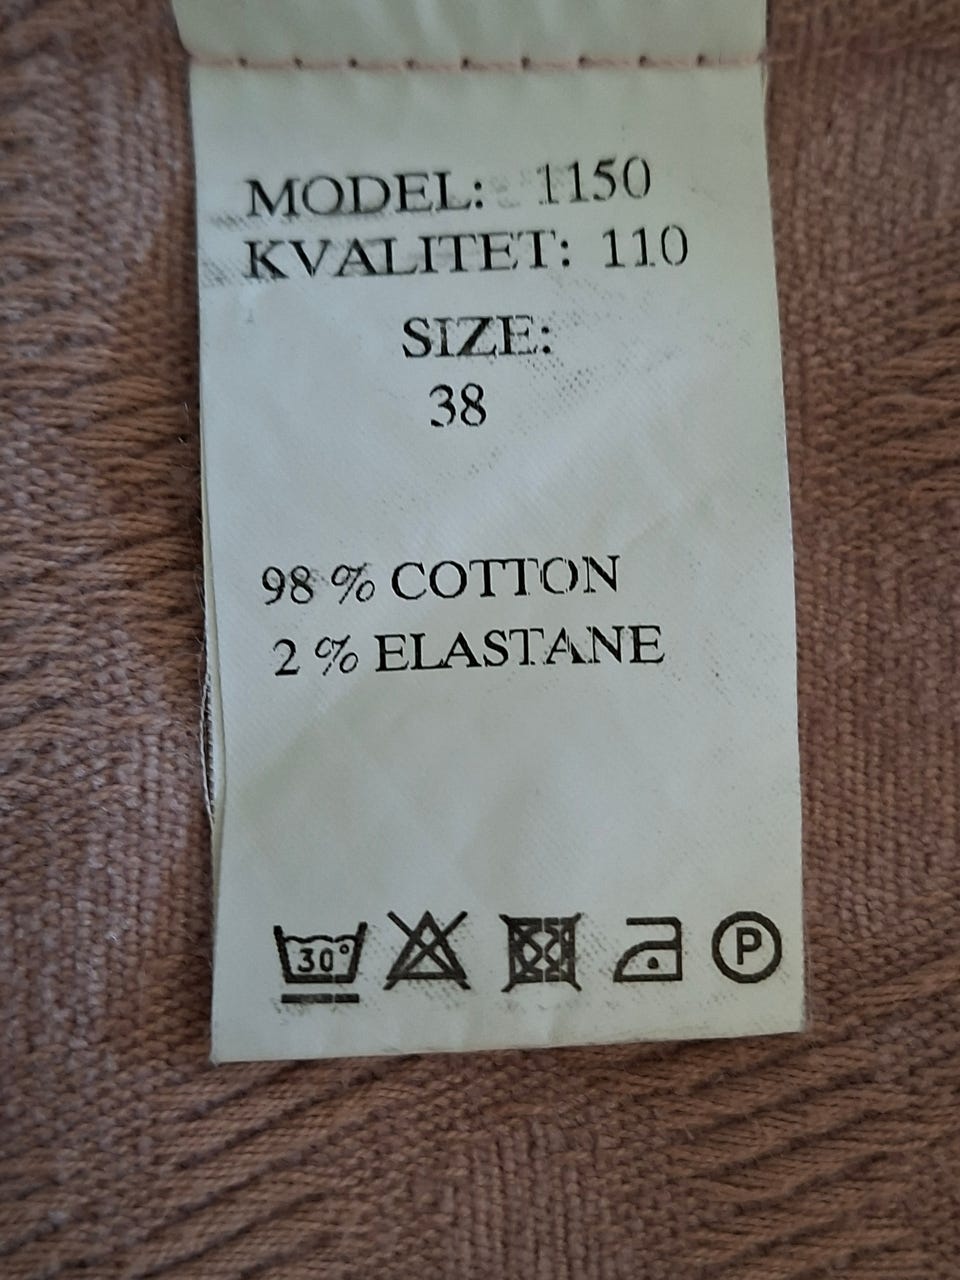 MODEL: 1150
KVALITET: 110
SIZE:
38
98 % COTTON
2 % ELASTANE
30° P